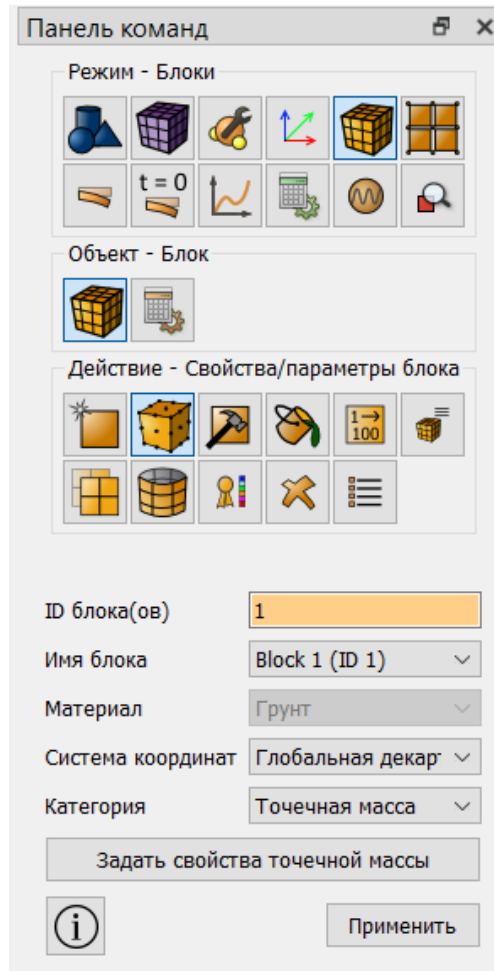 Панель команд
Режим - Блоки
t = 0
Объект - Блок
Действие - Свойства/параметры блока
1→
100
ID блока(ов) 1
Имя блока Block 1 (ID 1)
Материал Грунт
Система координат Глобальная декар
Категория Точечная масса
Задать свойства точечной массы
i Применить